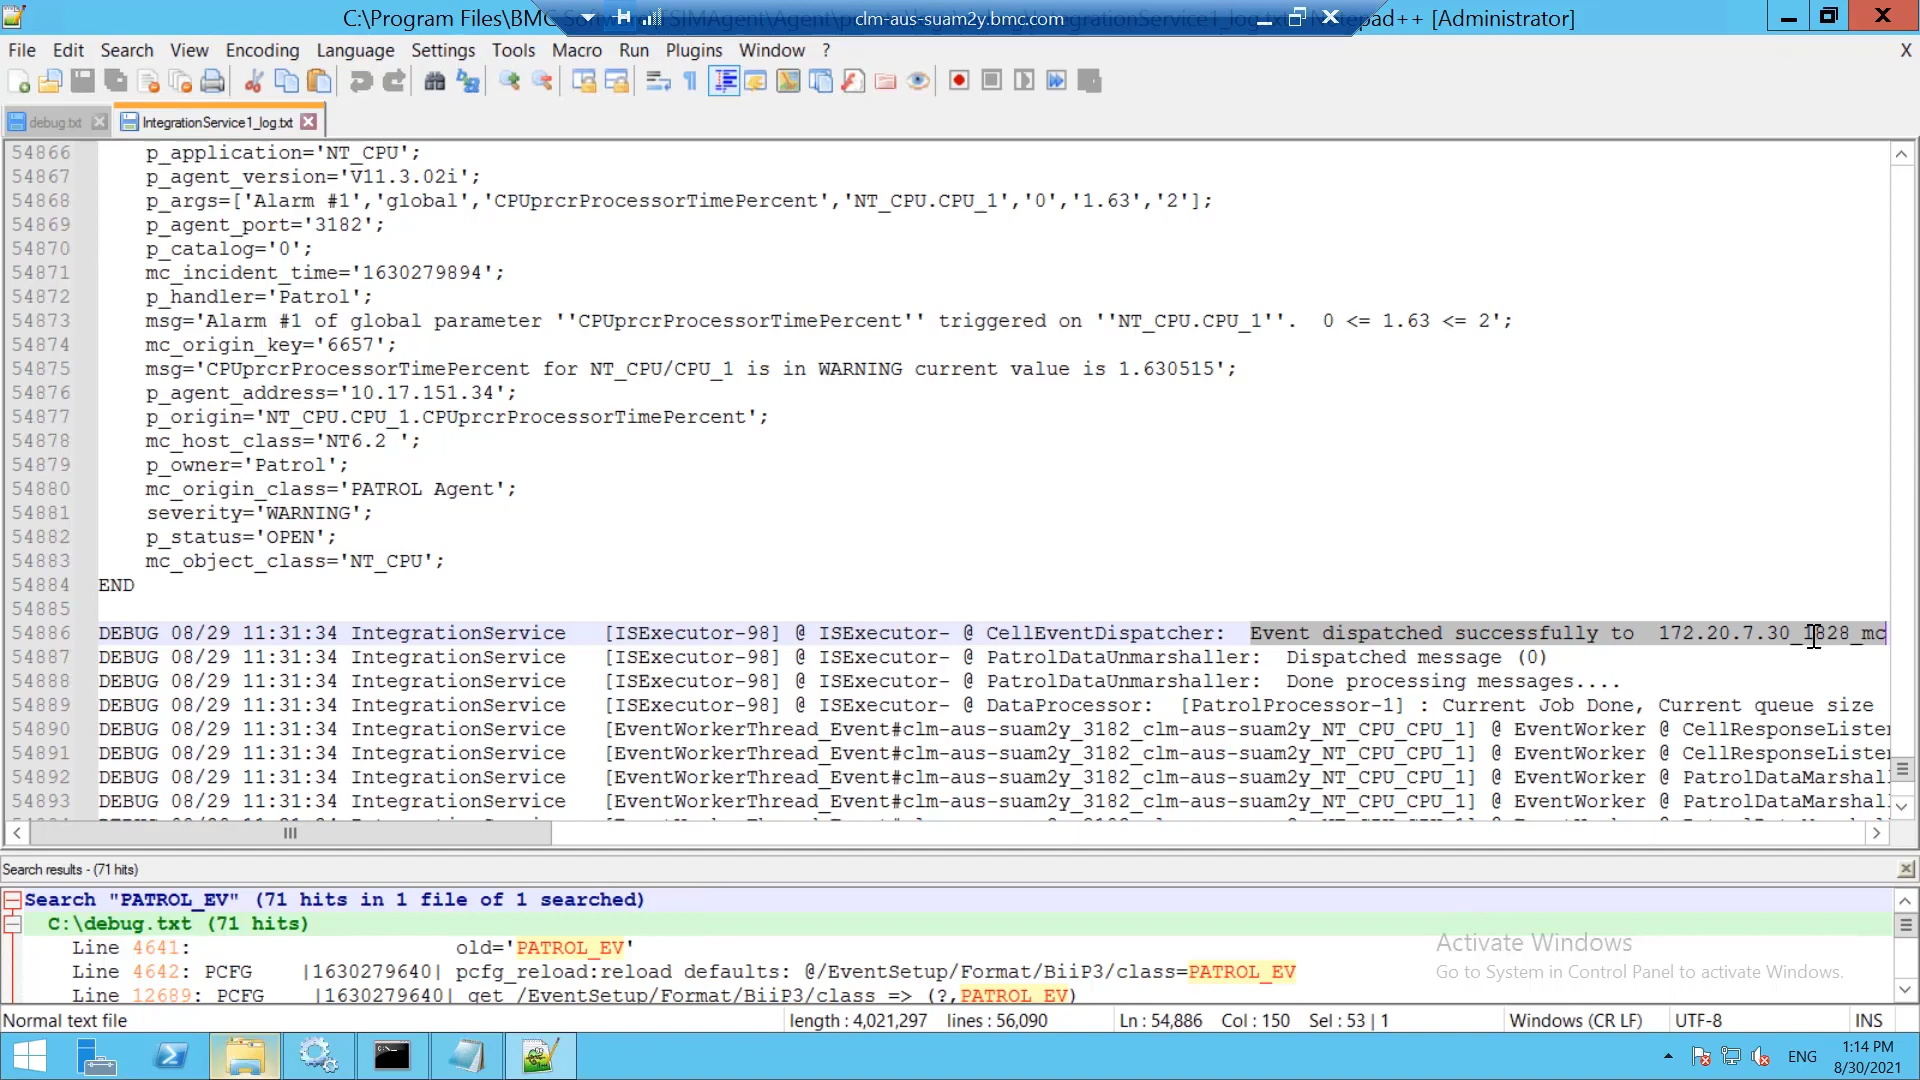 C:\Program Files\BMC
clm-aus-suam2y.bmc.com
pad++ [Administrator]
File Edit Search View Encoding Language Settings Tools Macro Run Plugins Window ?
X
debug.txt
IntegrationService1_log.txt
54866 p_application='NT_CPU';
54867 p_agent_version='V11.3.02i';
54868 p_args=['Alarm #1','global','CPUprcrProcessorTimePercent','NT_CPU.CPU_1','0','1.63','2'];
54869 p_agent_port='3182';
54870 p_catalog='0';
54871 mc_incident_time='1630279894';
54872 p_handler='Patrol';
54873 msg='Alarm #1 of global parameter ''CPUprcrProcessorTimePercent'' triggered on ''NT_CPU.CPU_1''.  0 <= 1.63 <= 2';
54874 mc_origin_key='6657';
54875 msg='CPUprcrProcessorTimePercent for NT_CPU/CPU_1 is in WARNING current value is 1.630515';
54876 p_agent_address='10.17.151.34';
54877 p_origin='NT_CPU.CPU_1.CPUprcrProcessorTimePercent';
54878 mc_host_class='NT6.2 ';
54879 p_owner='Patrol';
54880 mc_origin_class='PATROL Agent';
54881 severity='WARNING';
54882 p_status='OPEN';
54883 mc_object_class='NT_CPU';
54884 END
54885
54886 DEBUG 08/29 11:31:34 IntegrationService [ISExecutor-98] @ ISExecutor- @ CellEventDispatcher: Event dispatched successfully to 172.20.7.30_1828_mc
54887 DEBUG 08/29 11:31:34 IntegrationService [ISExecutor-98] @ ISExecutor- @ PatrolDataUnmarshaller: Dispatched message (0)
54888 DEBUG 08/29 11:31:34 IntegrationService [ISExecutor-98] @ ISExecutor- @ PatrolDataUnmarshaller: Done processing messages....
54889 DEBUG 08/29 11:31:34 IntegrationService [ISExecutor-98] @ ISExecutor- @ DataProcessor: [PatrolProcessor-1] : Current Job Done, Current queue size
54890 DEBUG 08/29 11:31:34 IntegrationService [EventWorkerThread_Event#clm-aus-suam2y_3182_clm-aus-suam2y_NT_CPU_CPU_1] @ EventWorker @ CellResponseListe
54891 DEBUG 08/29 11:31:34 IntegrationService [EventWorkerThread_Event#clm-aus-suam2y_3182_clm-aus-suam2y_NT_CPU_CPU_1] @ EventWorker @ CellResponseListe
54892 DEBUG 08/29 11:31:34 IntegrationService [EventWorkerThread_Event#clm-aus-suam2y_3182_clm-aus-suam2y_NT_CPU_CPU_1] @ EventWorker @ PatrolDataMarshal
54893 DEBUG 08/29 11:31:34 IntegrationService [EventWorkerThread_Event#clm-aus-suam2y_3182_clm-aus-suam2y_NT_CPU_CPU_1] @ EventWorker @ PatrolDataMarshal
Search results - (71 hits)
Search "PATROL_EV" (71 hits in 1 file of 1 searched)
C:\debug.txt (71 hits)
Line 4641: old='PATROL_EV'
Line 4642: PCFG |1630279640| pcfg_reload:reload defaults: @/EventSetup/Format/BiiP3/class=PATROL_EV
Line 12689: PCFG |1630279640| get /EventSetup/Format/BiiP3/class => (?,PATROL_EV)
Activate Windows
Go to System in Control Panel to activate Windows.
Normal text file length : 4,021,297 lines : 56,090 Ln : 54,886 Col : 150 Sel : 53 | 1 Windows (CR LF) UTF-8 INS
ENG
1:14 PM
8/30/2021